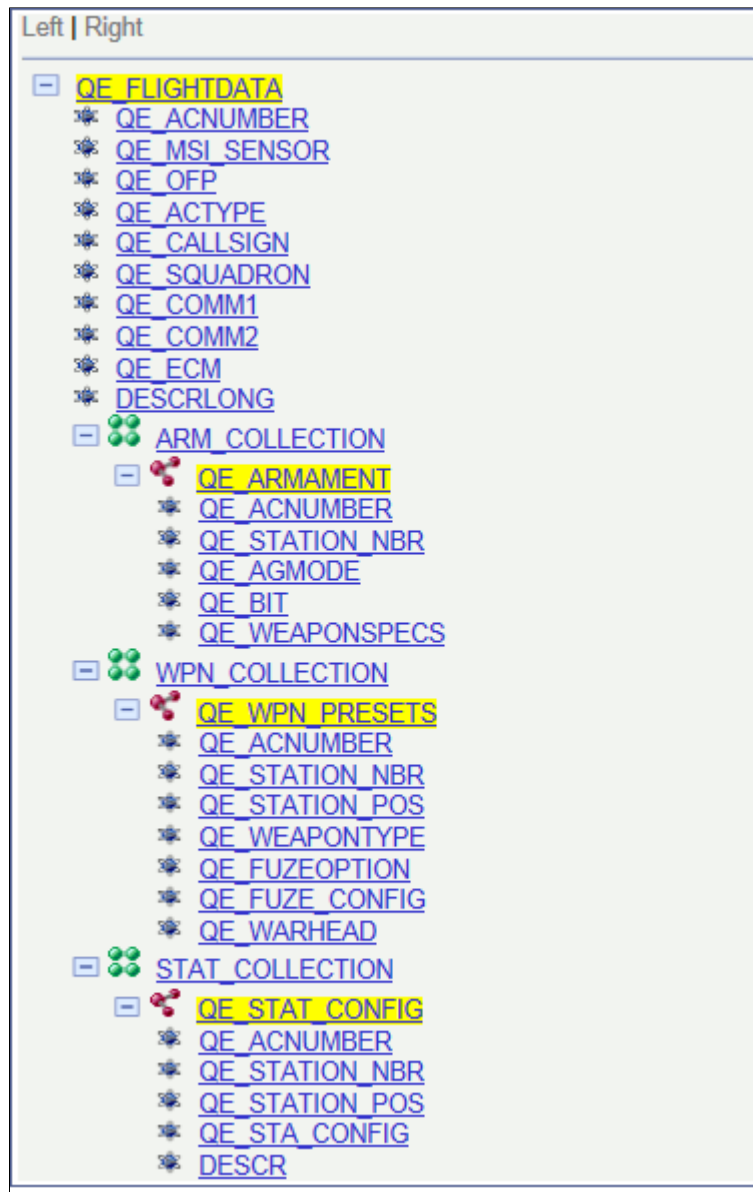 Left | Right
QE_FLIGHTDATA
QE_ACNUMBER
QE_MSI_SENSOR
QE_OFP
QE_ACTYPE
QE_CALLSIGN
QE_SQUADRON
QE_COMM1
QE_COMM2
QE_ECM
DESCRLONG
ARM_COLLECTION
QE_ARMAMENT
QE_ACNUMBER
QE_STATION_NBR
QE_AGMODE
QE_BIT
QE_WEAPONSPECS
WPN_COLLECTION
QE_WPN_PRESETS
QE_ACNUMBER
QE_STATION_NBR
QE_STATION_POS
QE_WEAPONTYPE
QE_FUZEOPTION
QE_FUZE_CONFIG
QE_WARHEAD
STAT_COLLECTION
QE_STAT_CONFIG
QE_ACNUMBER
QE_STATION_NBR
QE_STATION_POS
QE_STA_CONFIG
DESCR